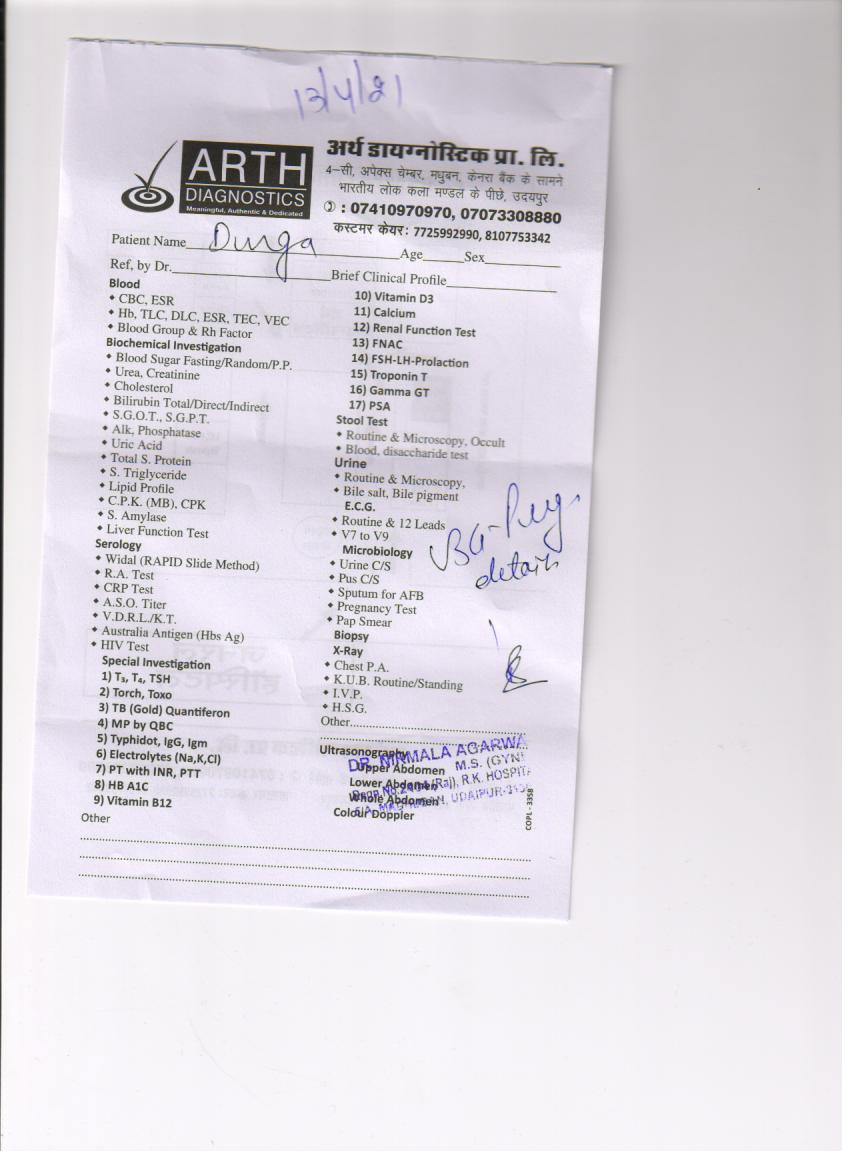 13/4/21
अर्थ डायग्नोस्टिक प्रा. लि.
ARTH
DIAGNOSTICS
Meaningful, Authentic & Dedicated
4-सी, अपेक्स चेम्बर, मधुबन, केनरा बैंक के सामने
भारतीय लोक कला मण्डल के पीछे, उदयपुर
: 07410970970, 07073308880
कस्टमर केयर: 7725992990, 8107753342
Patient Name Durga Age Sex
Ref, by Dr. Brief Clinical Profile
Blood
CBC, ESR
Hb, TLC, DLC, ESR, TEC, VEC
Blood Group & Rh Factor
Biochemical Investigation
Blood Sugar Fasting/Random/P.P.
Urea, Creatinine
Cholesterol
Bilirubin Total/Direct/Indirect
S.G.O.T., S.G.P.T.
Alk, Phosphatase
Uric Acid
Total S. Protein
S. Triglyceride
Lipid Profile
C.P.K. (MB), CPK
S. Amylase
Liver Function Test
Serology
Widal (RAPID Slide Method)
R.A. Test
CRP Test
A.S.O. Titer
V.D.R.L./K.T.
Australia Antigen (Hbs Ag)
HIV Test
Special Investigation
1) T₃, T₄, TSH
2) Torch, Toxo
3) TB (Gold) Quantiferon
4) MP by QBC
5) Typhidot, IgG, Igm
6) Electrolytes (Na,K,Cl)
7) PT with INR, PTT
8) HB A1C
9) Vitamin B12
Other
10) Vitamin D3
11) Calcium
12) Renal Function Test
13) FNAC
14) FSH-LH-Prolaction
15) Troponin T
16) Gamma GT
17) PSA
Stool Test
Routine & Microscopy, Occult
Blood, disaccharide test
Urine
Routine & Microscopy,
Bile salt, Bile pigment
E.C.G.
Routine & 12 Leads
V7 to V9
Microbiology
Urine C/S
Pus C/S
Sputum for AFB
Pregnancy Test
Pap Smear
Biopsy
X-Ray
Chest P.A.
K.U.B. Routine/Standing
I.V.P.
H.S.G.
Other
Ultrasonography
Upper Abdomen
Lower Abdomen
Whole Abdomen
Colour Doppler
details
DR. NIRMALA AGARWA
M.S. (GYN
(Raj), R.K. HOSPIT
UDAIPUR-313
COPL - 3358